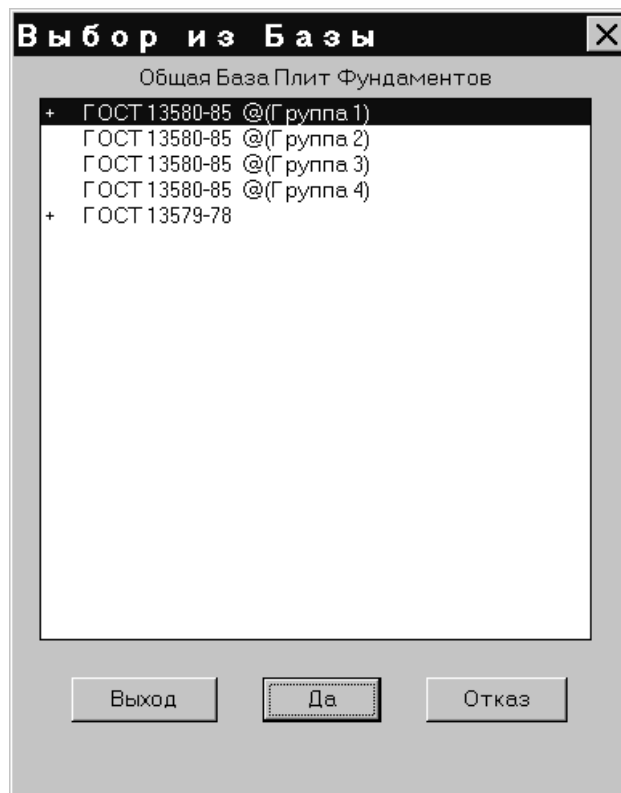 Выбор из Базы
Общая База Плит Фундаментов
+ ГОСТ 13580-85 @(Группа 1)
ГОСТ 13580-85 @(Группа 2)
ГОСТ 13580-85 @(Группа 3)
ГОСТ 13580-85 @(Группа 4)
+ ГОСТ 13579-78
Выход Да Отказ